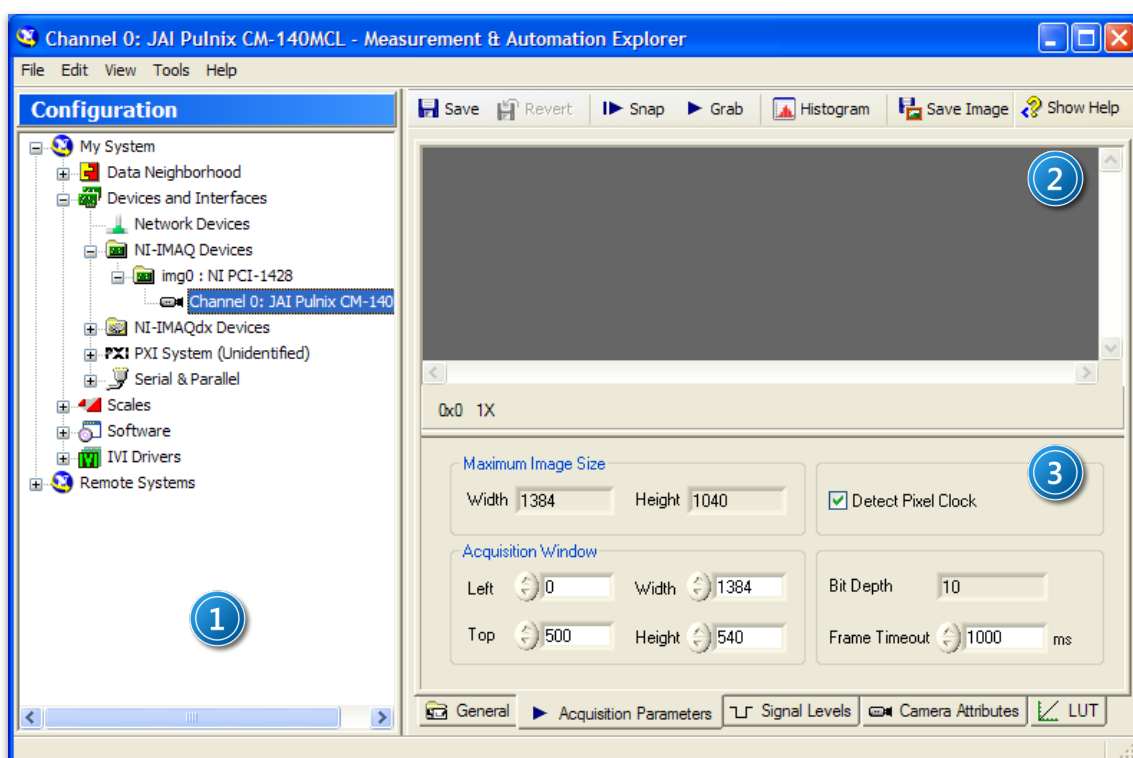 Channel 0: JAI Pulnix CM-140MCL - Measurement & Automation Explorer
File Edit View Tools Help
Configuration
Save Revert Snap Grab Histogram Save Image Show Help
My System
Data Neighborhood
Devices and Interfaces
Network Devices
NI-IMAQ Devices
img0 : NI PCI-1428
Channel 0: JAI Pulnix CM-140
NI-IMAQdx Devices
PXI PXI System (Unidentified)
Serial & Parallel
Scales
Software
IVI Drivers
Remote Systems
1
2
0x0 1X
3
Maximum Image Size
Width 1384 Height 1040
Detect Pixel Clock
Acquisition Window
Left 0 Width 1384
Top 500 Height 540
Bit Depth 10
Frame Timeout 1000 ms
General Acquisition Parameters Signal Levels Camera Attributes LUT